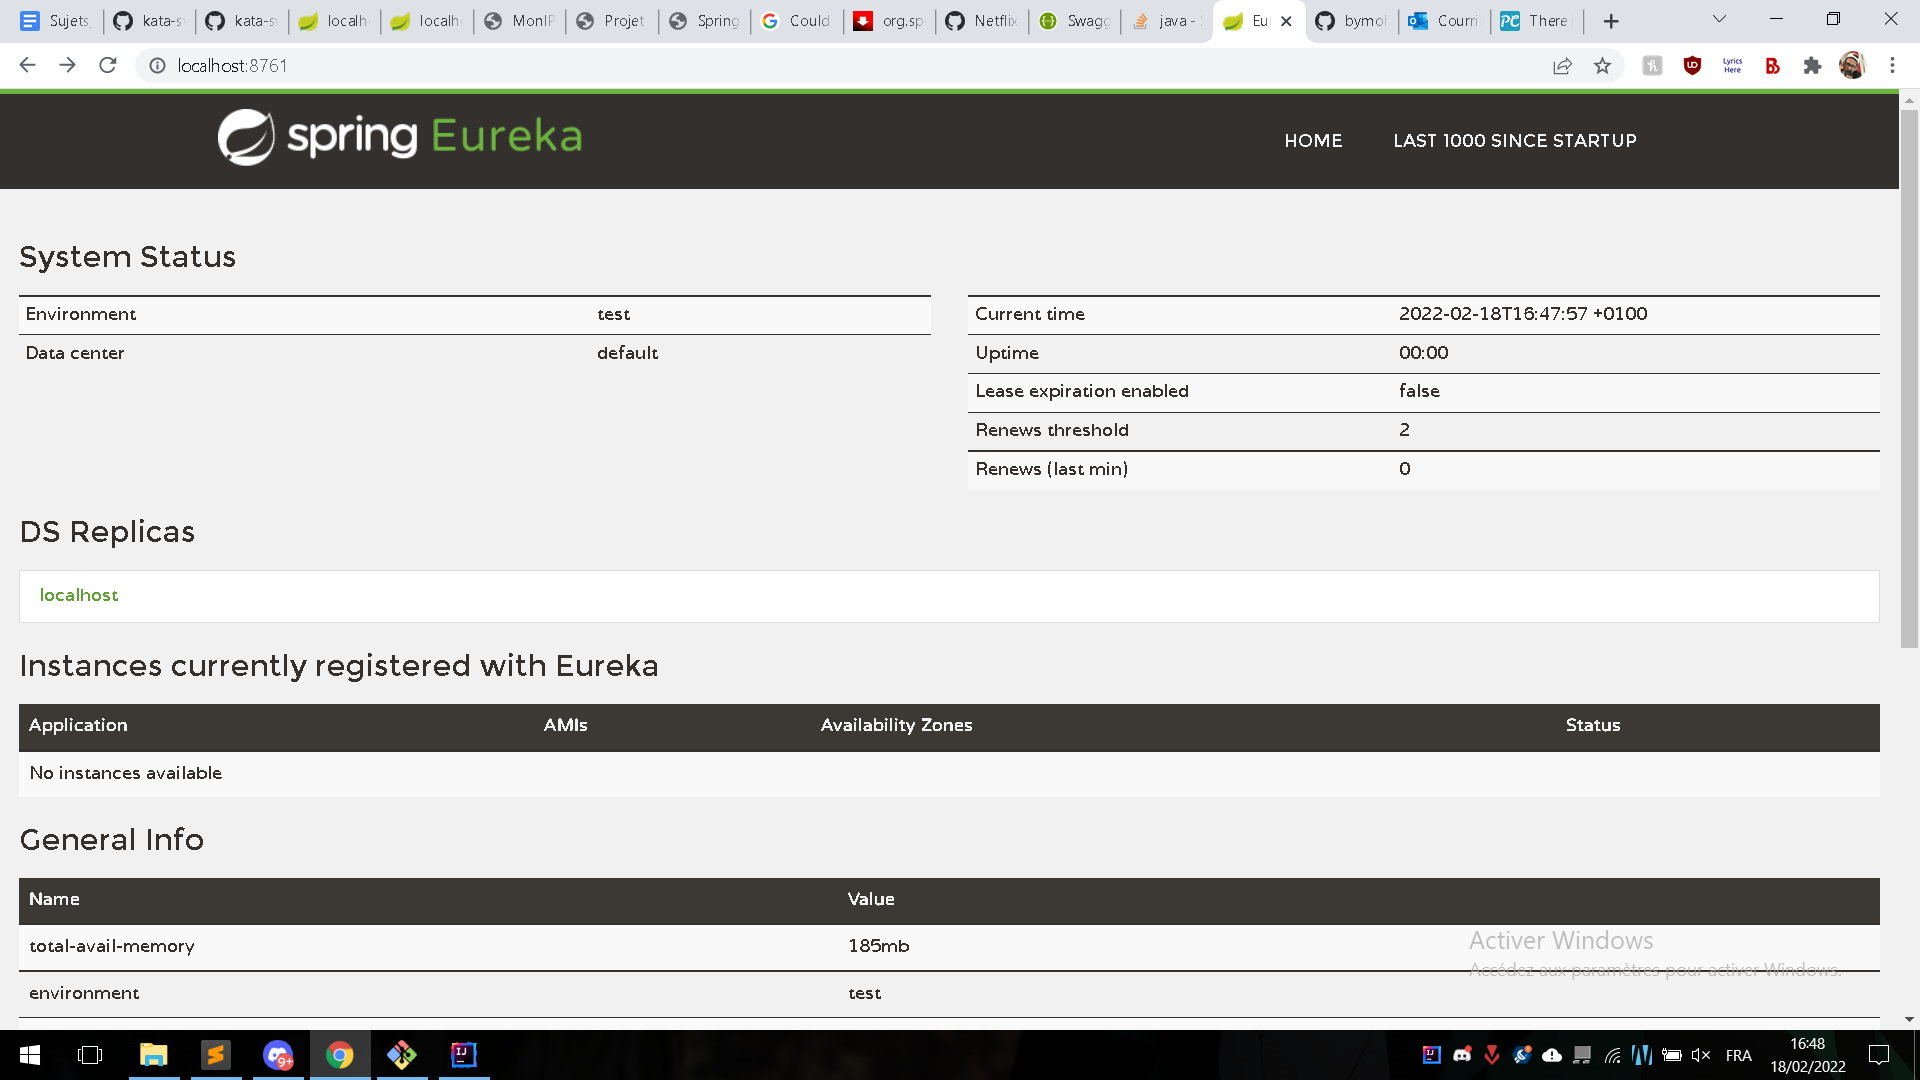 Sujets_
kata-s
kata-s
localh
localh
MonIP
Projet
Spring
Could
org.sp
Netflix
Swagg
java -
Eu
bymo
Courri
There
localhost:8761
Lyrics
Here
spring Eureka
HOME
LAST 1000 SINCE STARTUP
System Status
Environment test
Data center default
Current time 2022-02-18T16:47:57 +0100
Uptime 00:00
Lease expiration enabled false
Renews threshold 2
Renews (last min) 0
DS Replicas
localhost
Instances currently registered with Eureka
Application AMIs Availability Zones Status
No instances available
General Info
Name Value
total-avail-memory 185mb
environment test
Activer Windows
Accédez aux paramètres pour activer Windows.
FRA
16:48
18/02/2022